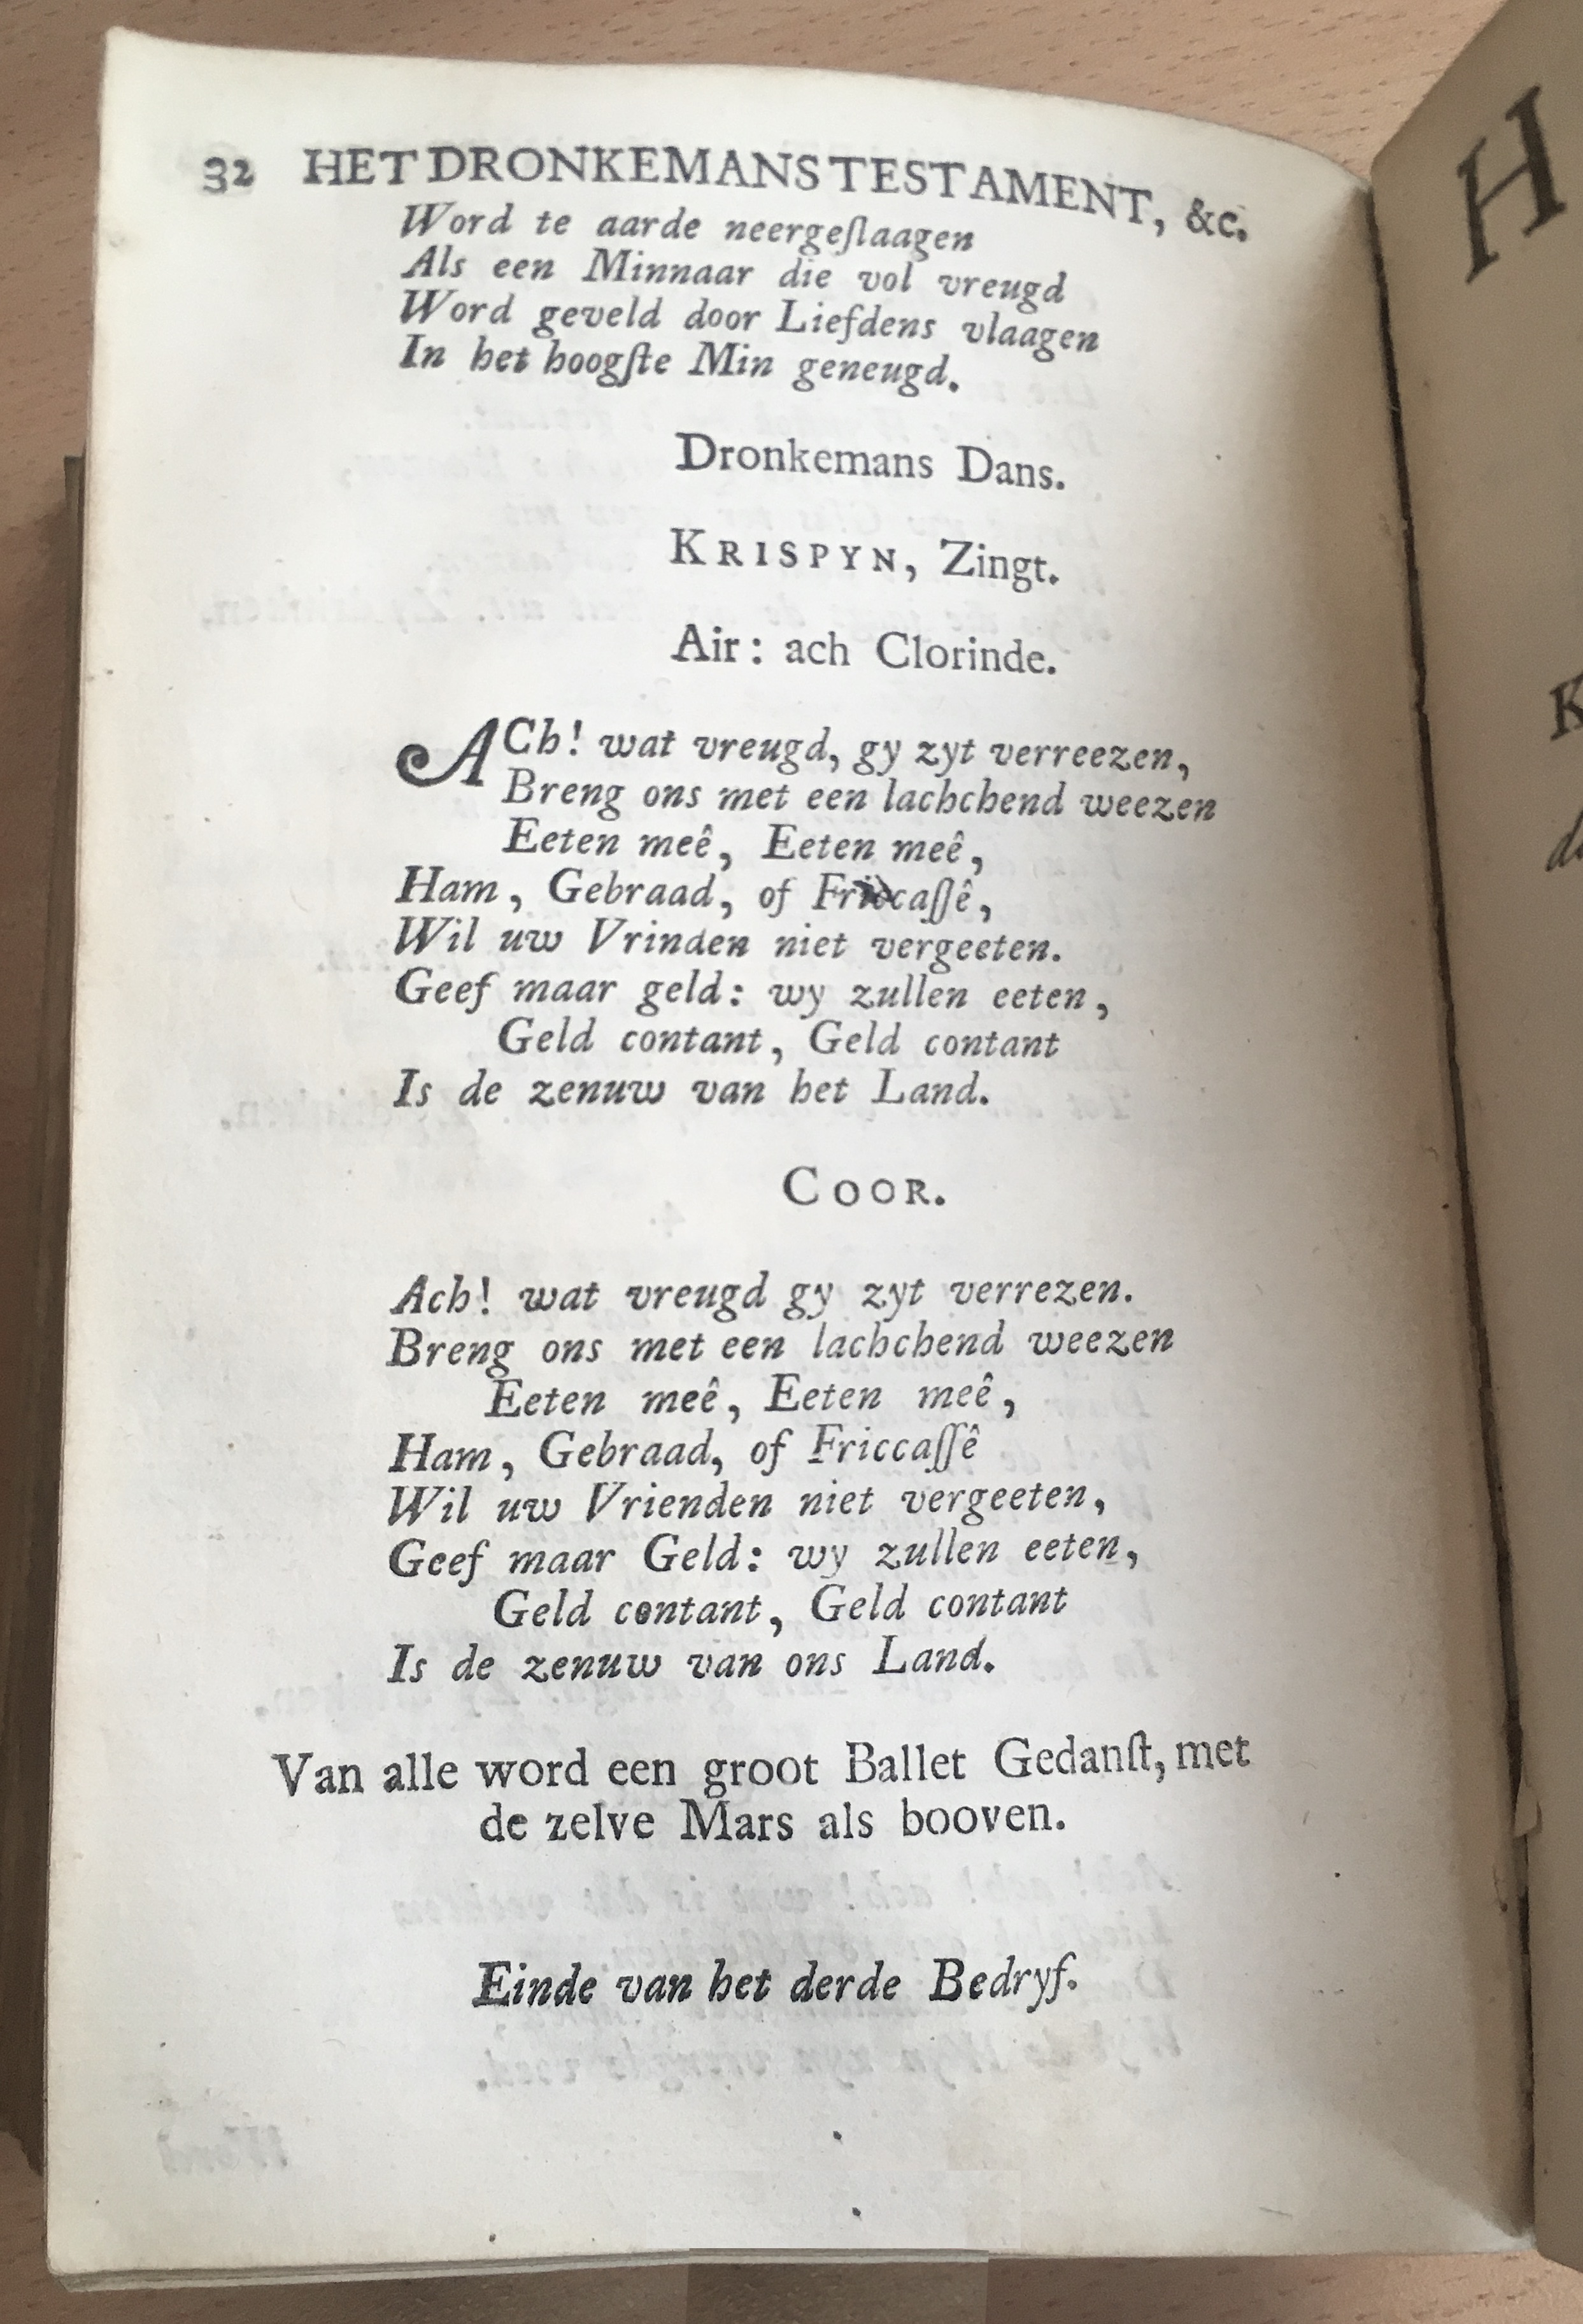 32 HET DRONKEMANS TESTAMENT, &c.
Word te aarde neergeſlaagen
Als een Minnaar die vol vreugd
Word geveld door Liefdens vlaagen
In het hoogſte Min geneugd.
Dronkemans Dans.
KRISPYN, Zingt.
Air: ach Clorinde.
ACh! wat vreugd, gy zyt verreezen,
Breng ons met een lachchend weezen
Eeten meê, Eeten meê,
Ham, Gebraad, of Friccaſſê,
Wil uw Vrinden niet vergeeten.
Geef maar geld: wy zullen eeten,
Geld contant, Geld contant
Is de zenuw van het Land.
COOR.
Ach! wat vreugd gy zyt verrezen.
Breng ons met een lachchend weezen
Eeten meê, Eeten meê,
Ham, Gebraad, of Friccaſſê
Wil uw Vrienden niet vergeeten,
Geef maar Geld: wy zullen eeten,
Geld contant, Geld contant
Is de zenuw van ons Land.
Van alle word een groot Ballet Gedanſt, met
de zelve Mars als booven.
Einde van het derde Bedryf.
H
K